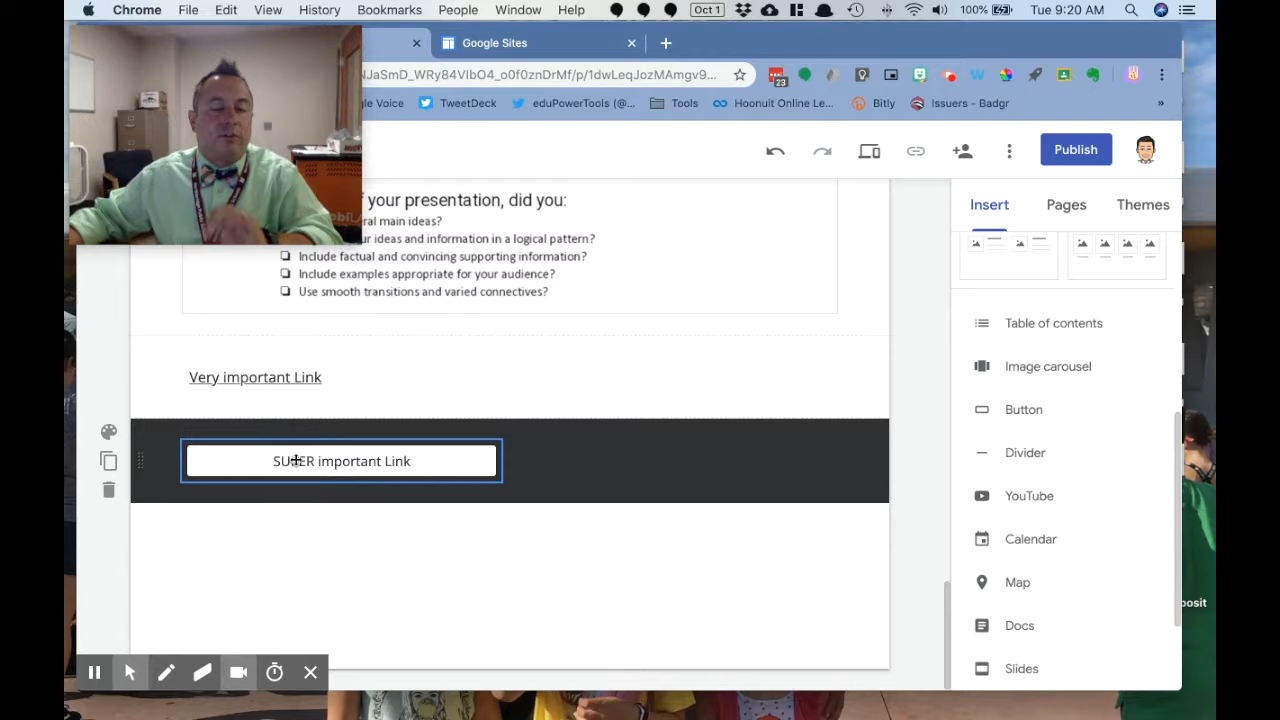 Chrome File Edit View History Bookmarks People Window Help Oct 1 100% Tue 9:20 AM
Google Sites
NJaSmD_WRy84VIbO4_o0f0znDrMf/p/1dwLeqJozMAmgv9... 23
gle Voice TweetDeck eduPowerTools (@... Tools Hoonuit Online Le... Bitly Issuers - Badgr »
Publish
Insert Pages Themes
f your presentation, did you:
ral main ideas?
ur ideas and information in a logical pattern?
Include factual and convincing supporting information?
Include examples appropriate for your audience?
Use smooth transitions and varied connectives?
Very important Link
SUPER important Link
Table of contents
Image carousel
Button
Divider
YouTube
Calendar
Map
Docs
Slides
posit